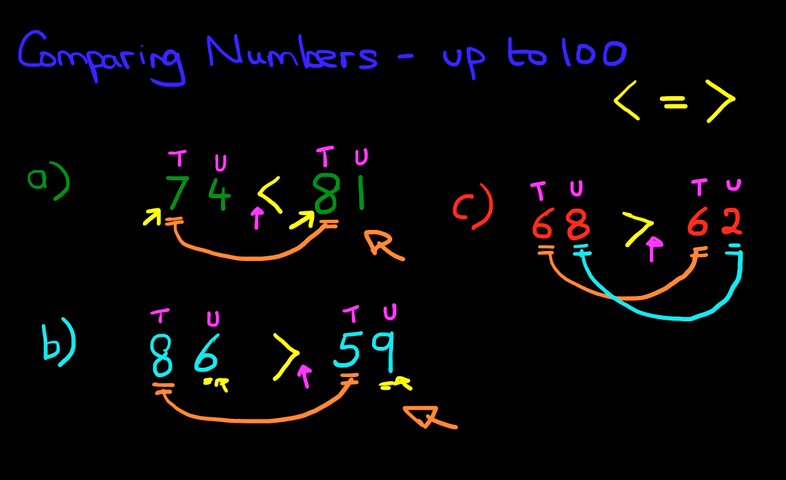 Comparing Numbers - up to 100
< = >
T U T U
a) 74 < 81
T U T U
c) 68 > 62
T U T U
b) 86 > 59